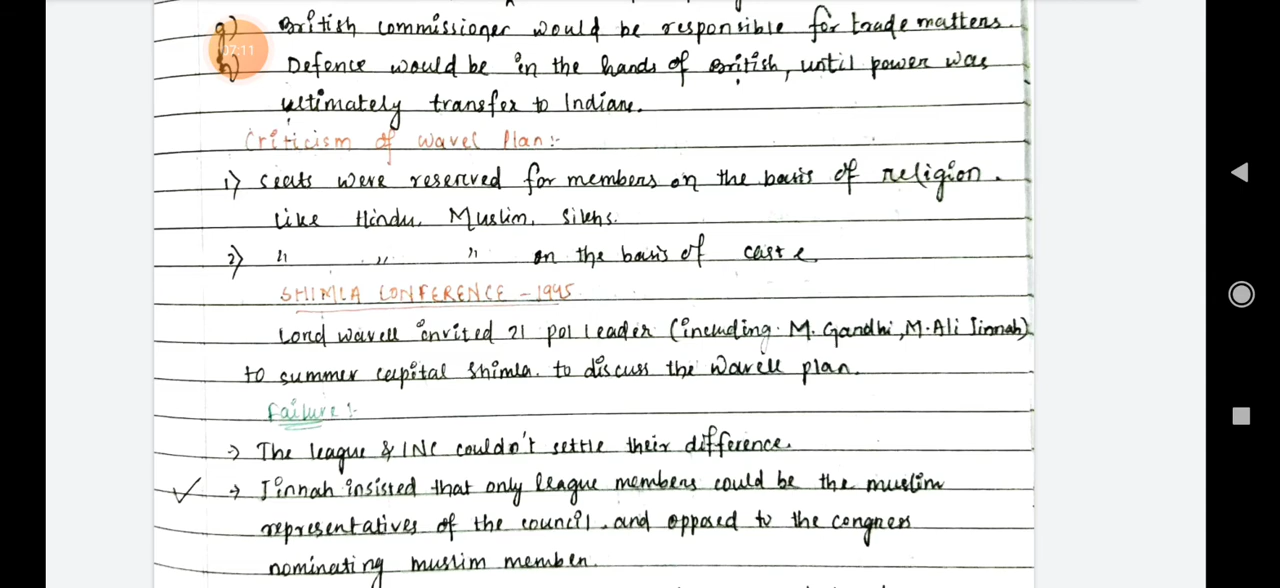 g) British commissioner would be responsible for trade matters.
07:11
h) Defence would be in the hands of British, until power was
ultimately transfer to Indian.
Criticism of Wavel Plan:-
1) Seats were reserved for members on the basis of religion.
like Hindu, Muslim, Sikhs.
2) " " " on the basis of caste
SHIMLA CONFERENCE - 1945
Lord Wavell invited 21 pol leader (including M. Gandhi, M. Ali Jinnah)
to summer capital Shimla. to discuss the Wavell plan.
Failure:-
→ The league & INC couldn't settle their difference.
✓ → Jinnah insisted that only league members could be the muslim
representatives of the council. and opposed to the congress
nominating muslim member.